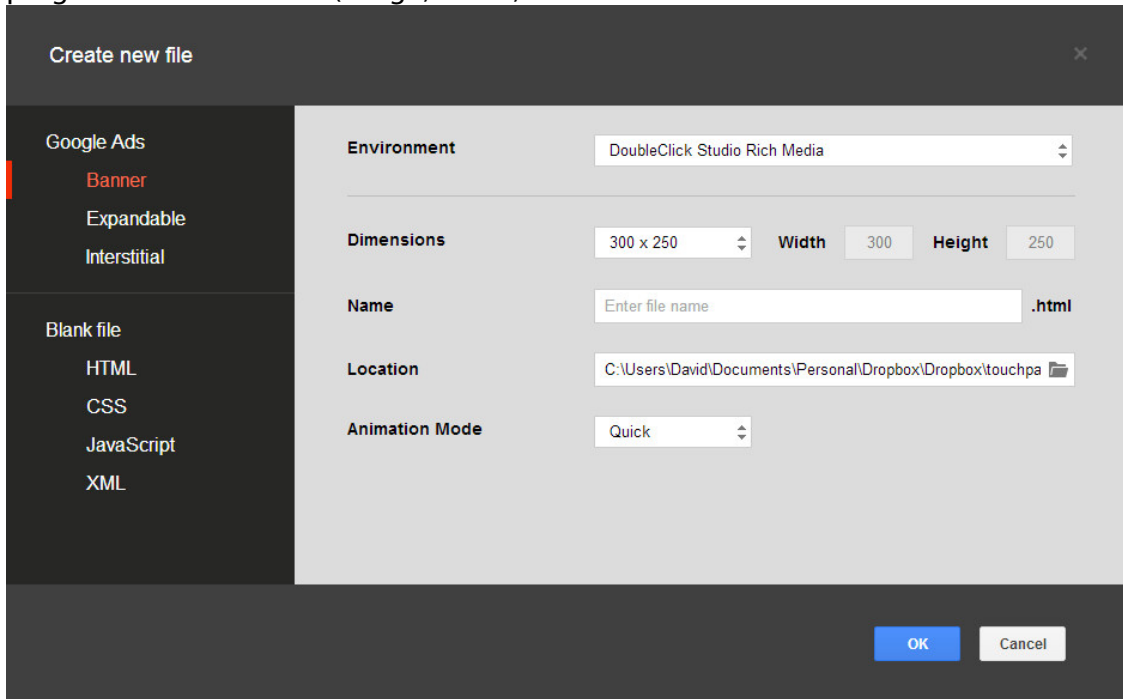 Create new file
×
Google Ads
Banner
Expandable
Interstitial
Blank file
HTML
CSS
JavaScript
XML
Environment DoubleClick Studio Rich Media
Dimensions 300 x 250 Width 300 Height 250
Name Enter file name .html
Location C:\Users\David\Documents\Personal\Dropbox\Dropbox\touchpa
Animation Mode Quick
OK Cancel